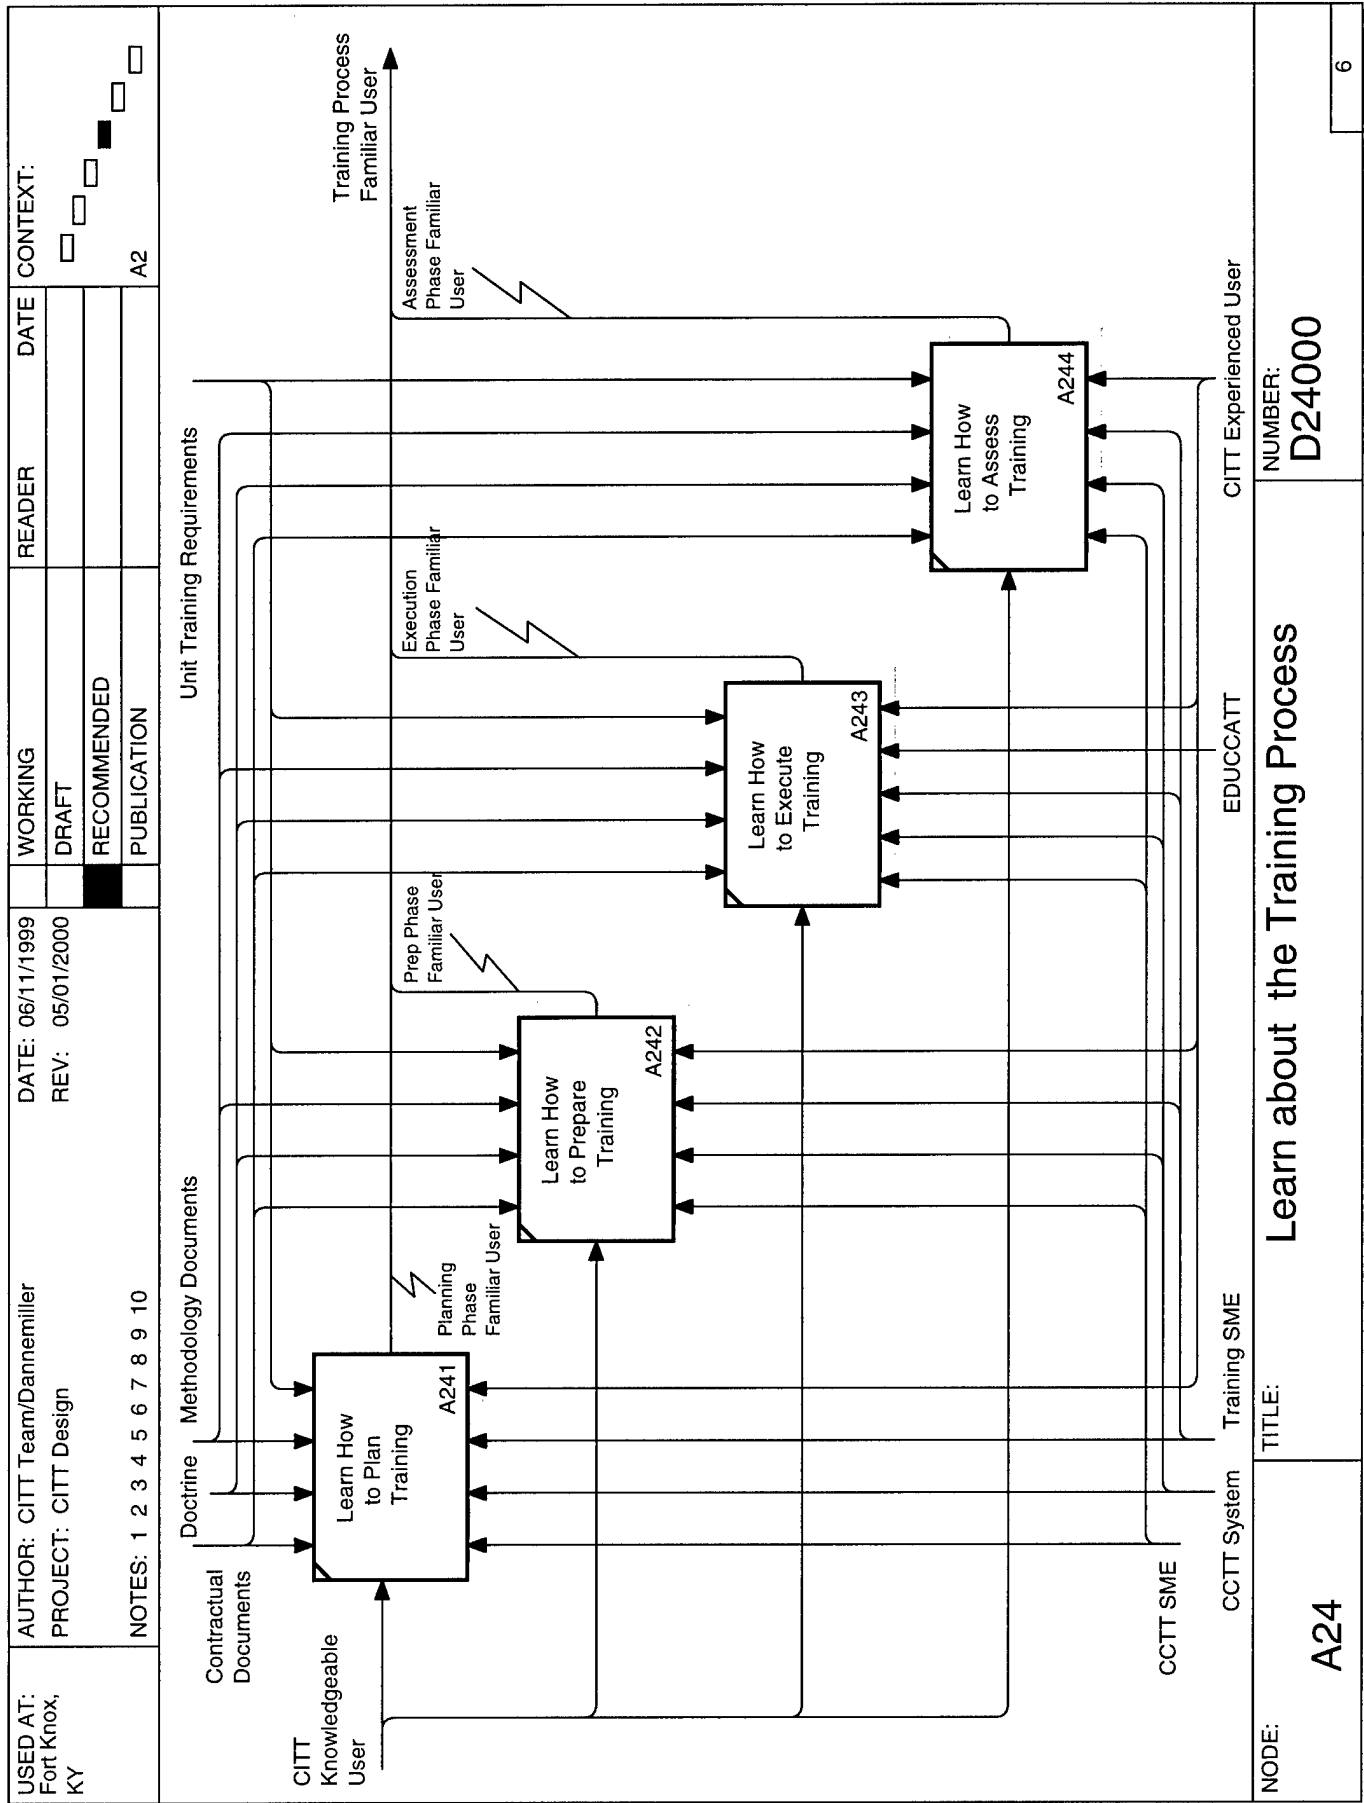 USED AT:
Fort Knox,
KY
AUTHOR: CITT Team/Dannemiller
PROJECT: CITT Design
NOTES: 1 2 3 4 5 6 7 8 9 10
DATE: 06/11/1999
REV: 05/01/2000
WORKING
DRAFT
RECOMMENDED
PUBLICATION
READER
DATE
CONTEXT:
A2
Contractual
Documents
Doctrine
Methodology Documents
Unit Training Requirements
CITT
Knowledgeable
User
Learn How
to Plan
Training
A241
Planning
Phase
Familiar User
Learn How
to Prepare
Training
A242
Prep Phase
Familiar User
Learn How
to Execute
Training
A243
Execution
Phase Familiar
User
Learn How
to Assess
Training
A244
Assessment
Phase Familiar
User
Training Process
Familiar User
CCTT SME
CCTT System
Training SME
EDUCCATT
CITT Experienced User
NODE:
A24
TITLE:
Learn about the Training Process
NUMBER:
D24000
6